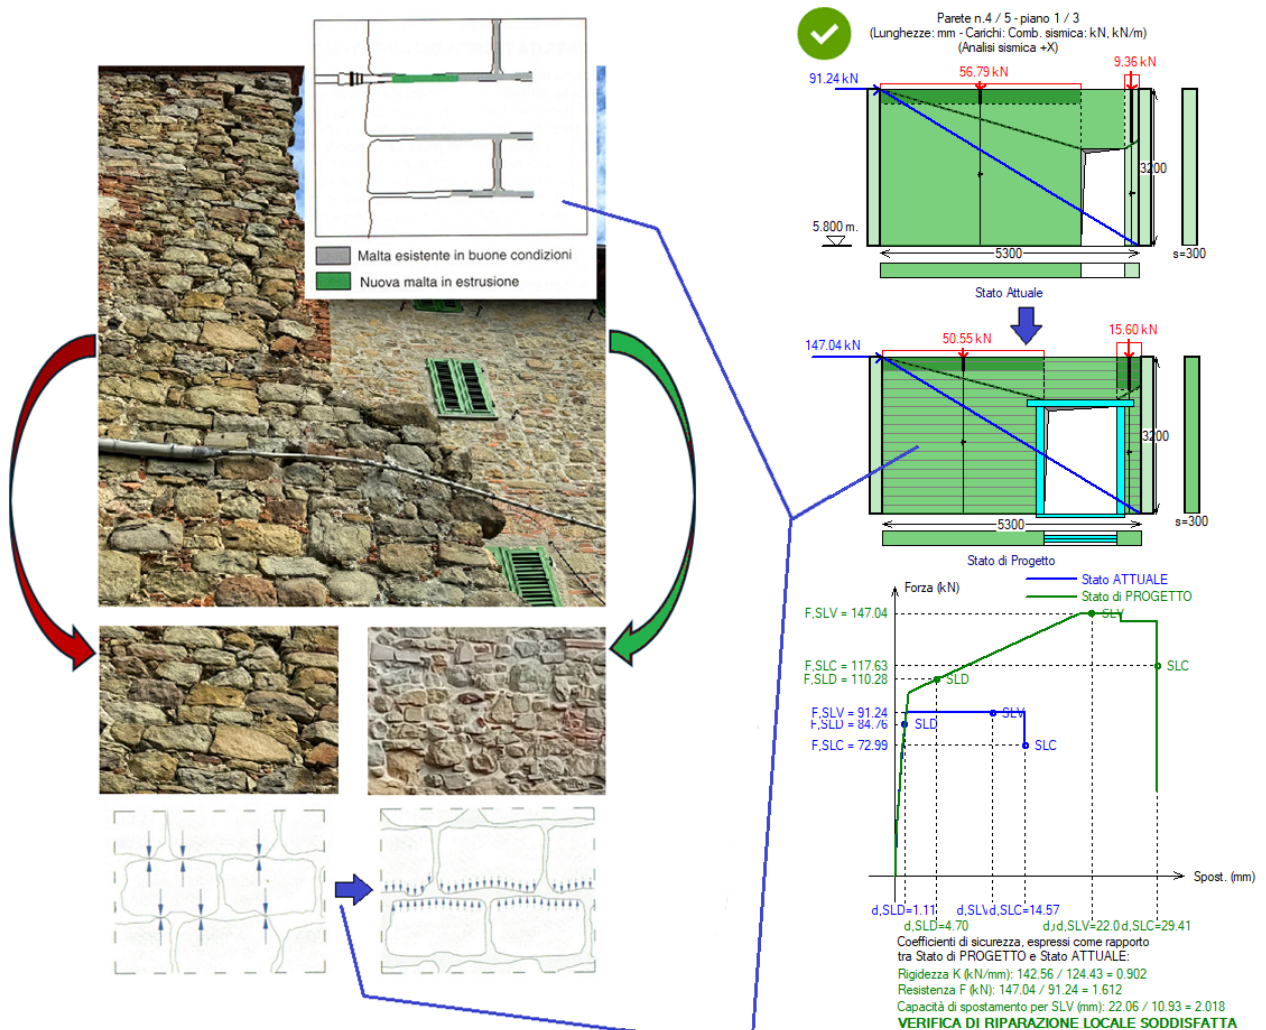 Malta esistente in buone condizioni
Nuova malta in estrusione
Parete n.4 / 5 - piano 1 / 3
(Lunghezze: mm - Carichi: Comb. sismica: kN, kN/m)
(Analisi sismica +X)
91.24 kN
56.79 kN
9.36 kN
3200
5.800 m.
5300
s=300
Stato Attuale
147.04 kN
50.55 kN
15.60 kN
3200
5300
s=300
Stato di Progetto
Forza (kN)
Stato ATTUALE
Stato di PROGETTO
F,SLV = 147.04
SLV
F,SLC = 117.63
SLC
F,SLD = 110.28
SLD
F,SLV = 91.24
SLV
F,SLD = 84.76
SLD
F,SLC = 72.99
SLC
Spost. (mm)
d,SLD=1.11
d,SLV
d,SLC=14.57
d,SLD=4.70
d,SLV=22.0
d,SLC=29.41
Coefficienti di sicurezza, espressi come rapporto
tra Stato di PROGETTO e Stato ATTUALE:
Rigidezza K (kN/mm): 142.56 / 124.43 = 0.902
Resistenza F (kN): 147.04 / 91.24 = 1.612
Capacità di spostamento per SLV (mm): 22.06 / 10.93 = 2.018
VERIFICA DI RIPARAZIONE LOCALE SODDISFATTA